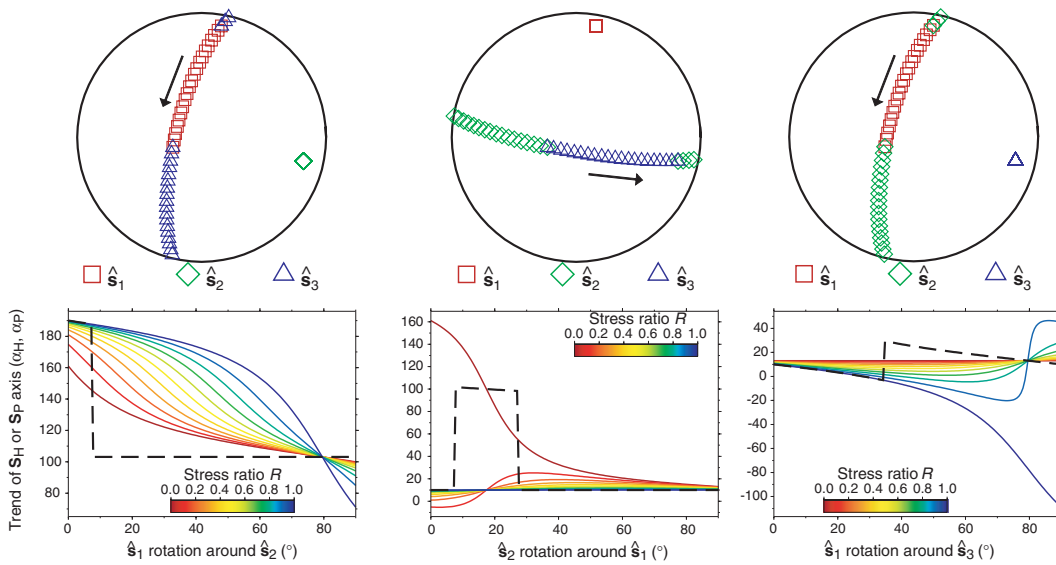 ŝ₁ ŝ₂ ŝ₃
ŝ₁ ŝ₂ ŝ₃
ŝ₁ ŝ₂ ŝ₃
Trend of S_H or S_P axis (α_H, α_P)
180
160
140
120
100
80
Stress ratio R
0.0 0.2 0.4 0.6 0.8 1.0
0 20 40 60 80
ŝ₁ rotation around ŝ₂ (°)
160
140
120
100
80
60
40
20
0
Stress ratio R
0.0 0.2 0.4 0.6 0.8 1.0
0 20 40 60 80
ŝ₂ rotation around ŝ₁ (°)
40
20
0
-20
-40
-60
-80
-100
Stress ratio R
0.0 0.2 0.4 0.6 0.8 1.0
0 20 40 60 80
ŝ₁ rotation around ŝ₃ (°)